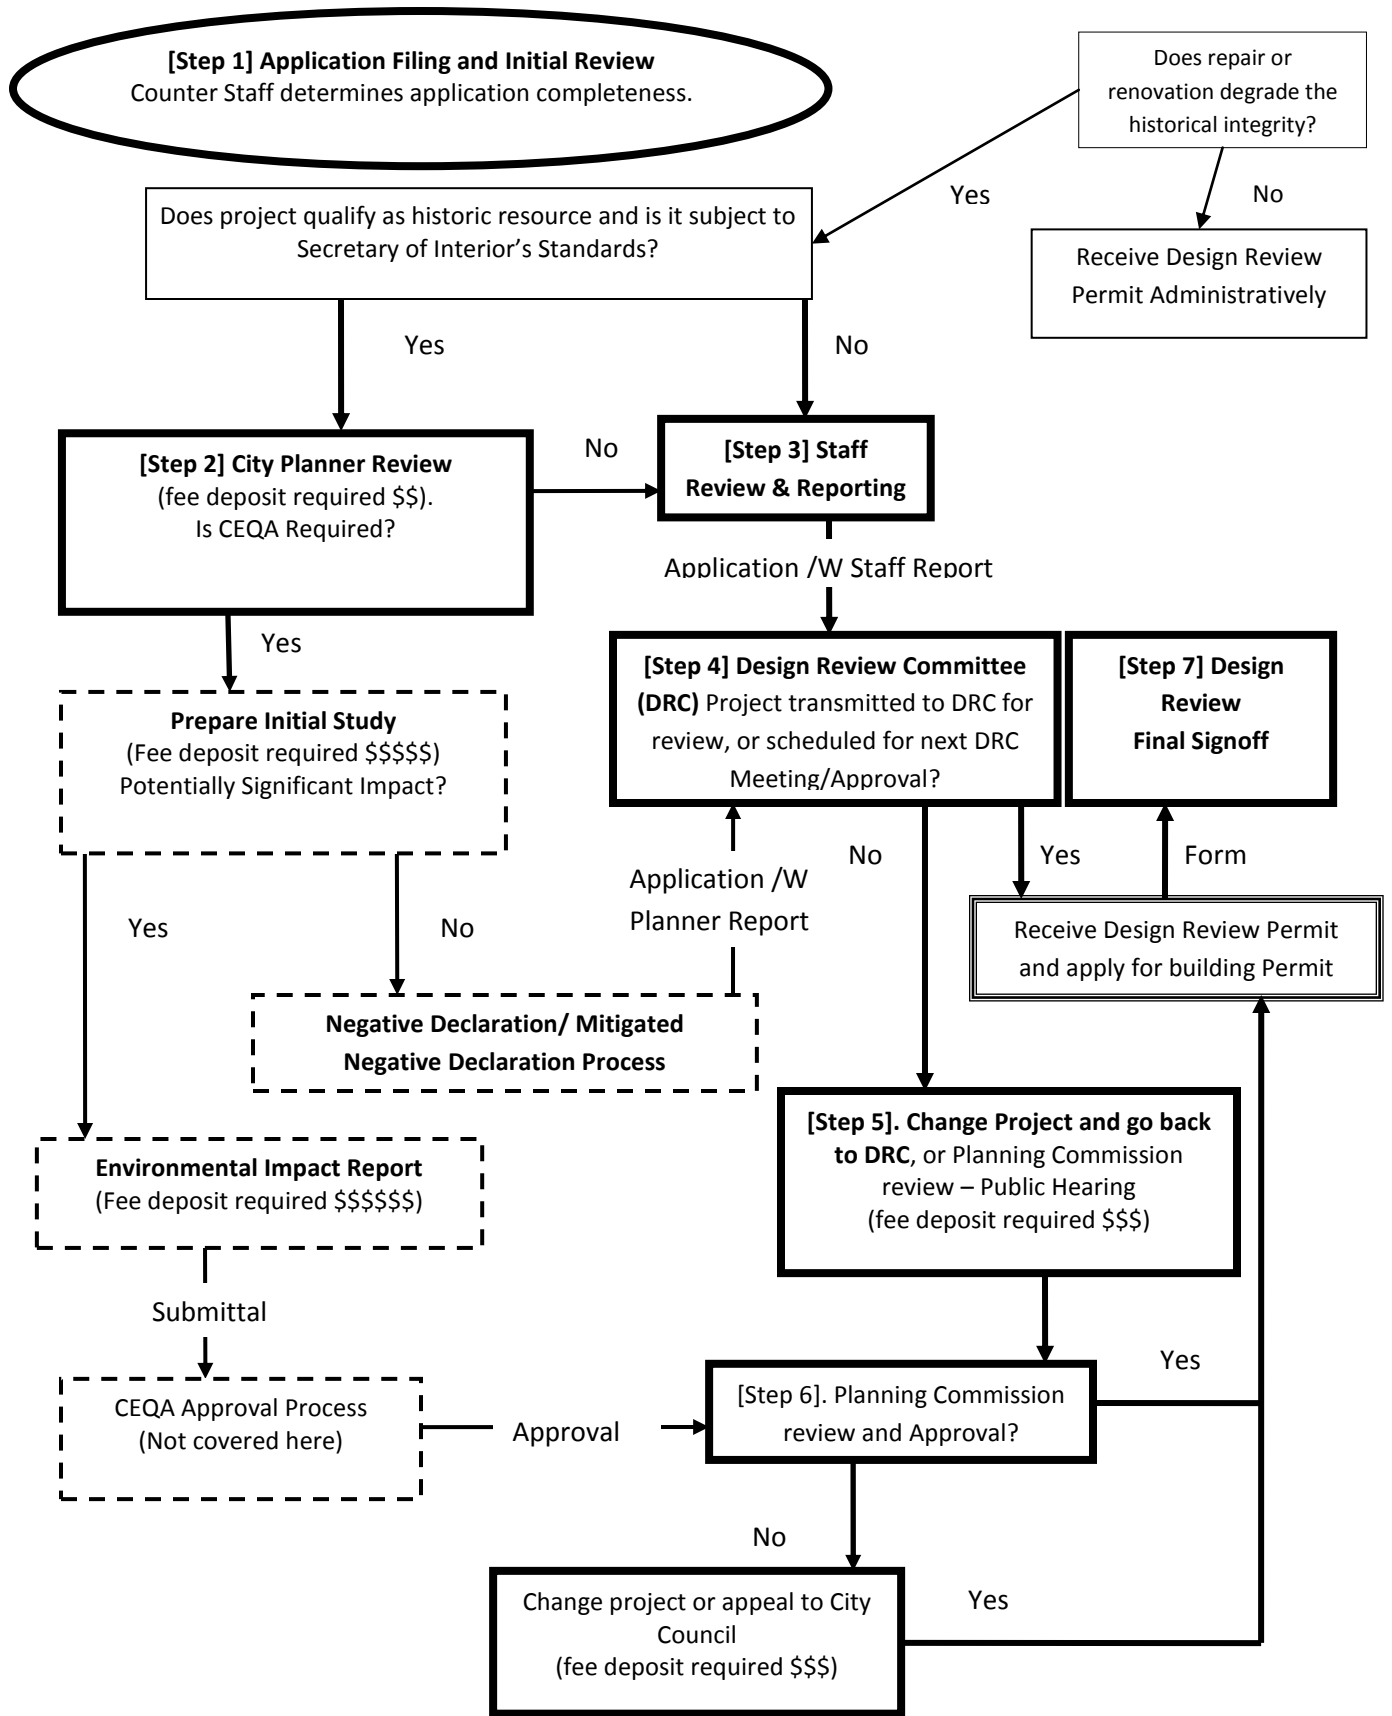 [Step 1] Application Filing and Initial Review
Counter Staff determines application completeness.
Does repair or
renovation degrade the
historical integrity?
Yes
No
Does project qualify as historic resource and is it subject to
Secretary of Interior’s Standards?
Receive Design Review
Permit Administratively
Yes
No
[Step 2] City Planner Review
(fee deposit required $$).
Is CEQA Required?
No
[Step 3] Staff
Review & Reporting
Application /W Staff Report
Yes
[Step 4] Design Review Committee
(DRC) Project transmitted to DRC for
review, or scheduled for next DRC
Meeting/Approval?
[Step 7] Design
Review
Final Signoff
Prepare Initial Study
(Fee deposit required $$$$$)
Potentially Significant Impact?
No
Yes
Form
Application /W
Planner Report
Yes
No
Receive Design Review Permit
and apply for building Permit
Negative Declaration/ Mitigated
Negative Declaration Process
[Step 5]. Change Project and go back
to DRC, or Planning Commission
review – Public Hearing
(fee deposit required $$$)
Environmental Impact Report
(Fee deposit required $$$$$$)
Submittal
Yes
CEQA Approval Process
(Not covered here)
Approval
[Step 6]. Planning Commission
review and Approval?
No
Change project or appeal to City
Council
(fee deposit required $$$)
Yes